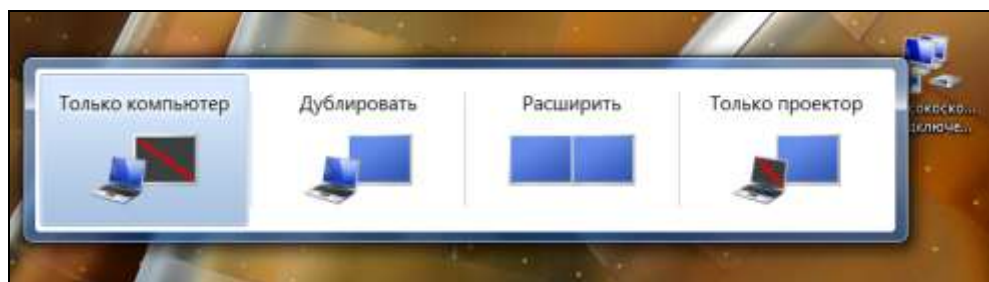 Только компьютер
Дублировать
Расширить
Только проектор